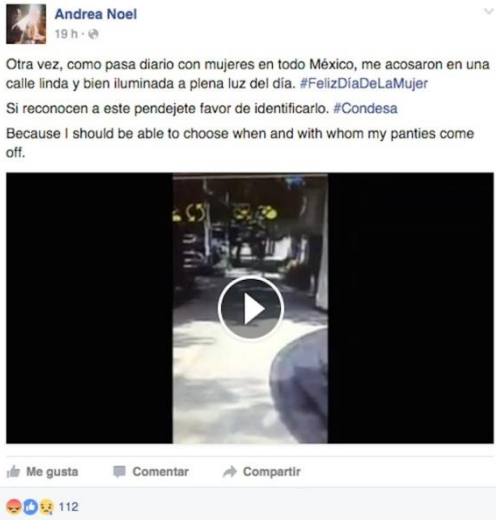 Andrea Noel
19 h ·
Otra vez, como pasa diario con mujeres en todo México, me acosaron en una
calle linda y bien iluminada a plena luz del día. #FelizDíaDeLaMujer
Si reconocen a este pendejete favor de identificarlo. #Condesa
Because I should be able to choose when and with whom my panties come
off.
Me gusta Comentar Compartir
112